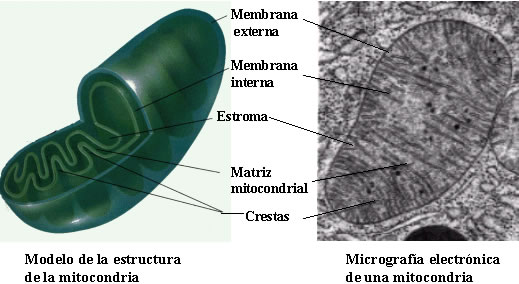 Membrana
externa
Membrana
interna
Estroma
Matriz
mitocondrial
Crestas
Modelo de la estructura
de la mitocondria
Micrografía electrónica
de una mitocondria